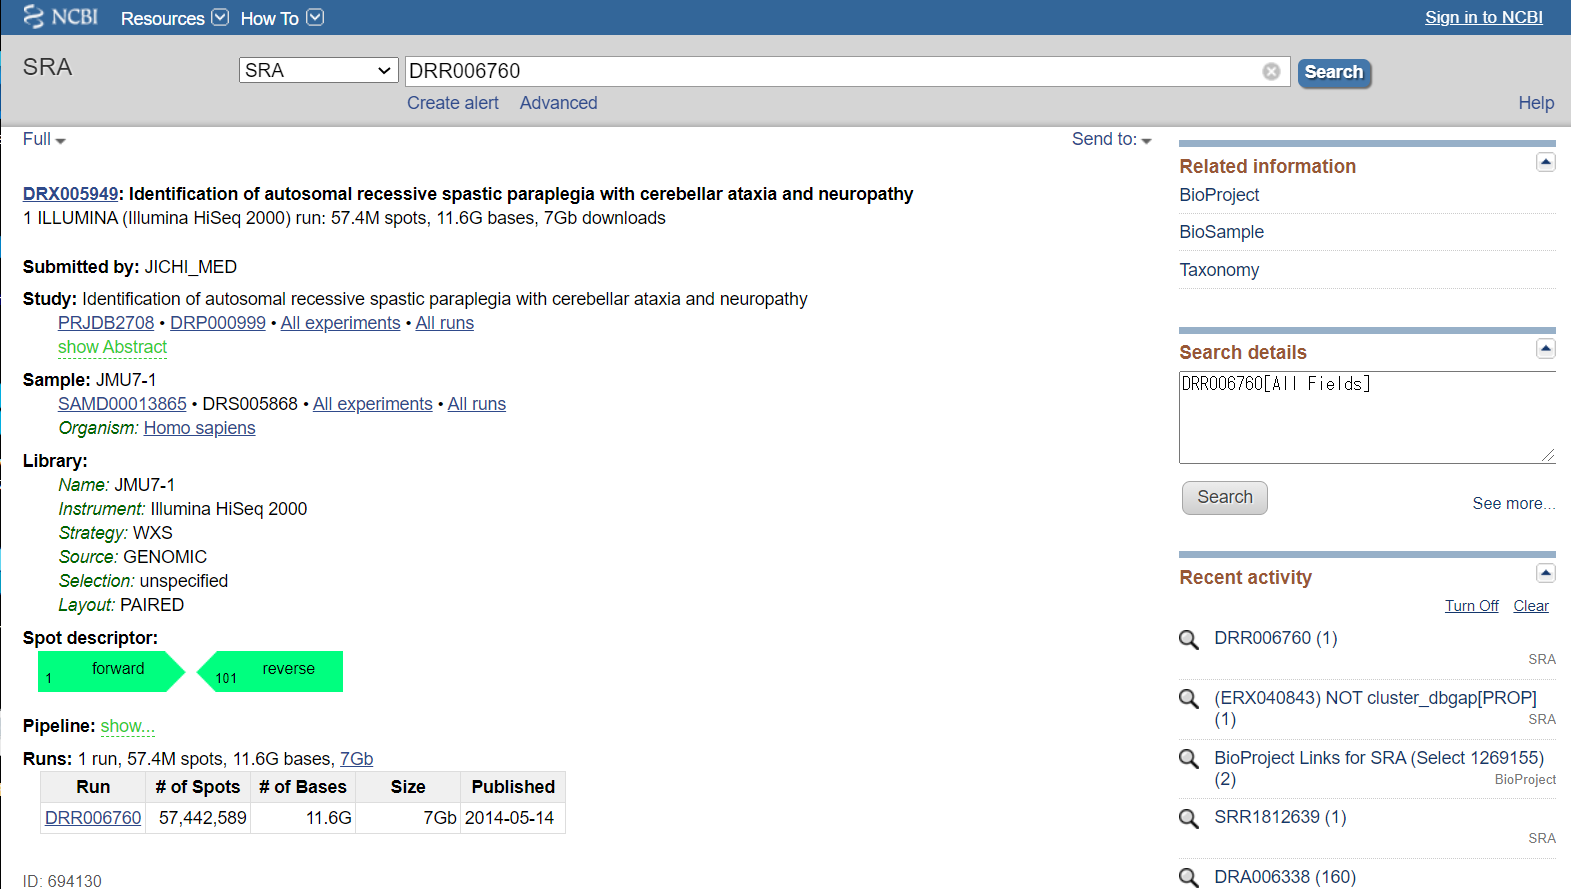 NCBI Resources How To Sign in to NCBI
SRA SRA DRR006760 Search
Create alert Advanced Help
Full Send to:
DRX005949: Identification of autosomal recessive spastic paraplegia with cerebellar ataxia and neuropathy
1 ILLUMINA (Illumina HiSeq 2000) run: 57.4M spots, 11.6G bases, 7Gb downloads
Submitted by: JICHI_MED
Study: Identification of autosomal recessive spastic paraplegia with cerebellar ataxia and neuropathy
PRJDB2708 • DRP000999 • All experiments • All runs
show Abstract
Sample: JMU7-1
SAMD00013865 • DRS005868 • All experiments • All runs
Organism: Homo sapiens
Library:
Name: JMU7-1
Instrument: Illumina HiSeq 2000
Strategy: WXS
Source: GENOMIC
Selection: unspecified
Layout: PAIRED
Spot descriptor:
1 forward 101 reverse
Pipeline: show...
Runs: 1 run, 57.4M spots, 11.6G bases, 7Gb
Run # of Spots # of Bases Size Published
DRR006760 57,442,589 11.6G 7Gb 2014-05-14
ID: 694130
Related information
BioProject
BioSample
Taxonomy
Search details
DRR006760[All Fields]
Search See more...
Recent activity
Turn Off Clear
DRR006760 (1)
SRA
(ERX040843) NOT cluster_dbgap[PROP]
(1) SRA
BioProject Links for SRA (Select 1269155)
(2) BioProject
SRR1812639 (1)
SRA
DRA006338 (160)